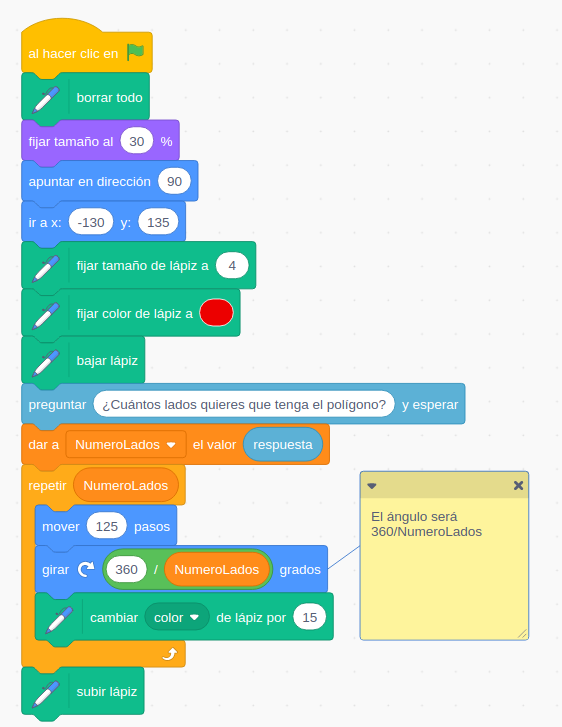 al hacer clic en
borrar todo
fijar tamaño al 30 %
apuntar en dirección 90
ir a x: -130 y: 135
fijar tamaño de lápiz a 4
fijar color de lápiz a
bajar lápiz
preguntar ¿Cuántos lados quieres que tenga el polígono? y esperar
dar a NumeroLados el valor respuesta
repetir NumeroLados
mover 125 pasos
girar 360 / NumeroLados grados
cambiar color de lápiz por 15
subir lápiz
El ángulo será
360/NumeroLados